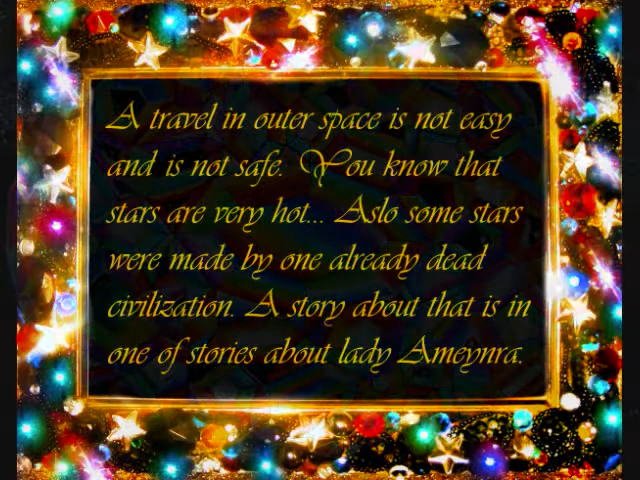 A travel in outer space is not easy
and is not safe. You know that
stars are very hot... Aslo some stars
were made by one already dead
civilization. A story about that is in
one of stories about lady Ameynra.